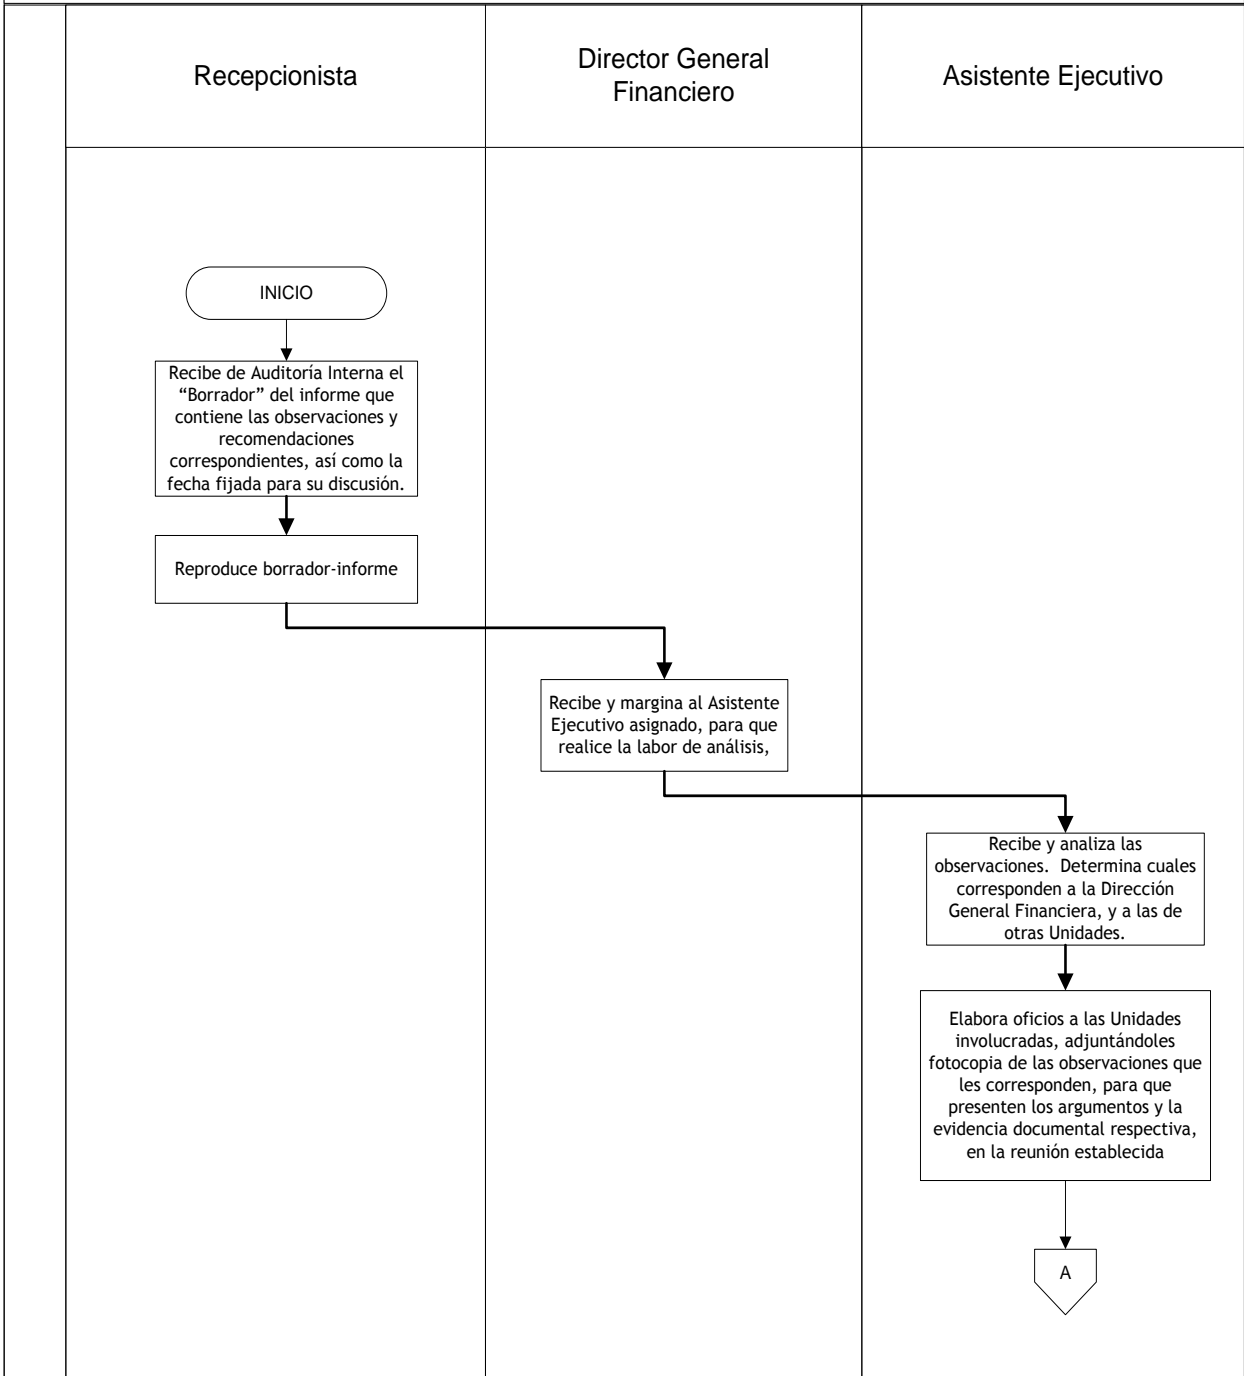 Recepcionista
Director General
Financiero
Asistente Ejecutivo
INICIO
Recibe de Auditoría Interna el
“Borrador” del informe que
contiene las observaciones y
recomendaciones
correspondientes, así como la
fecha fijada para su discusión.
Reproduce borrador-informe
Recibe y margina al Asistente
Ejecutivo asignado, para que
realice la labor de análisis,
Recibe y analiza las
observaciones. Determina cuales
corresponden a la Dirección
General Financiera, y a las de
otras Unidades.
Elabora oficios a las Unidades
involucradas, adjuntándoles
fotocopia de las observaciones que
les corresponden, para que
presenten los argumentos y la
evidencia documental respectiva,
en la reunión establecida
A